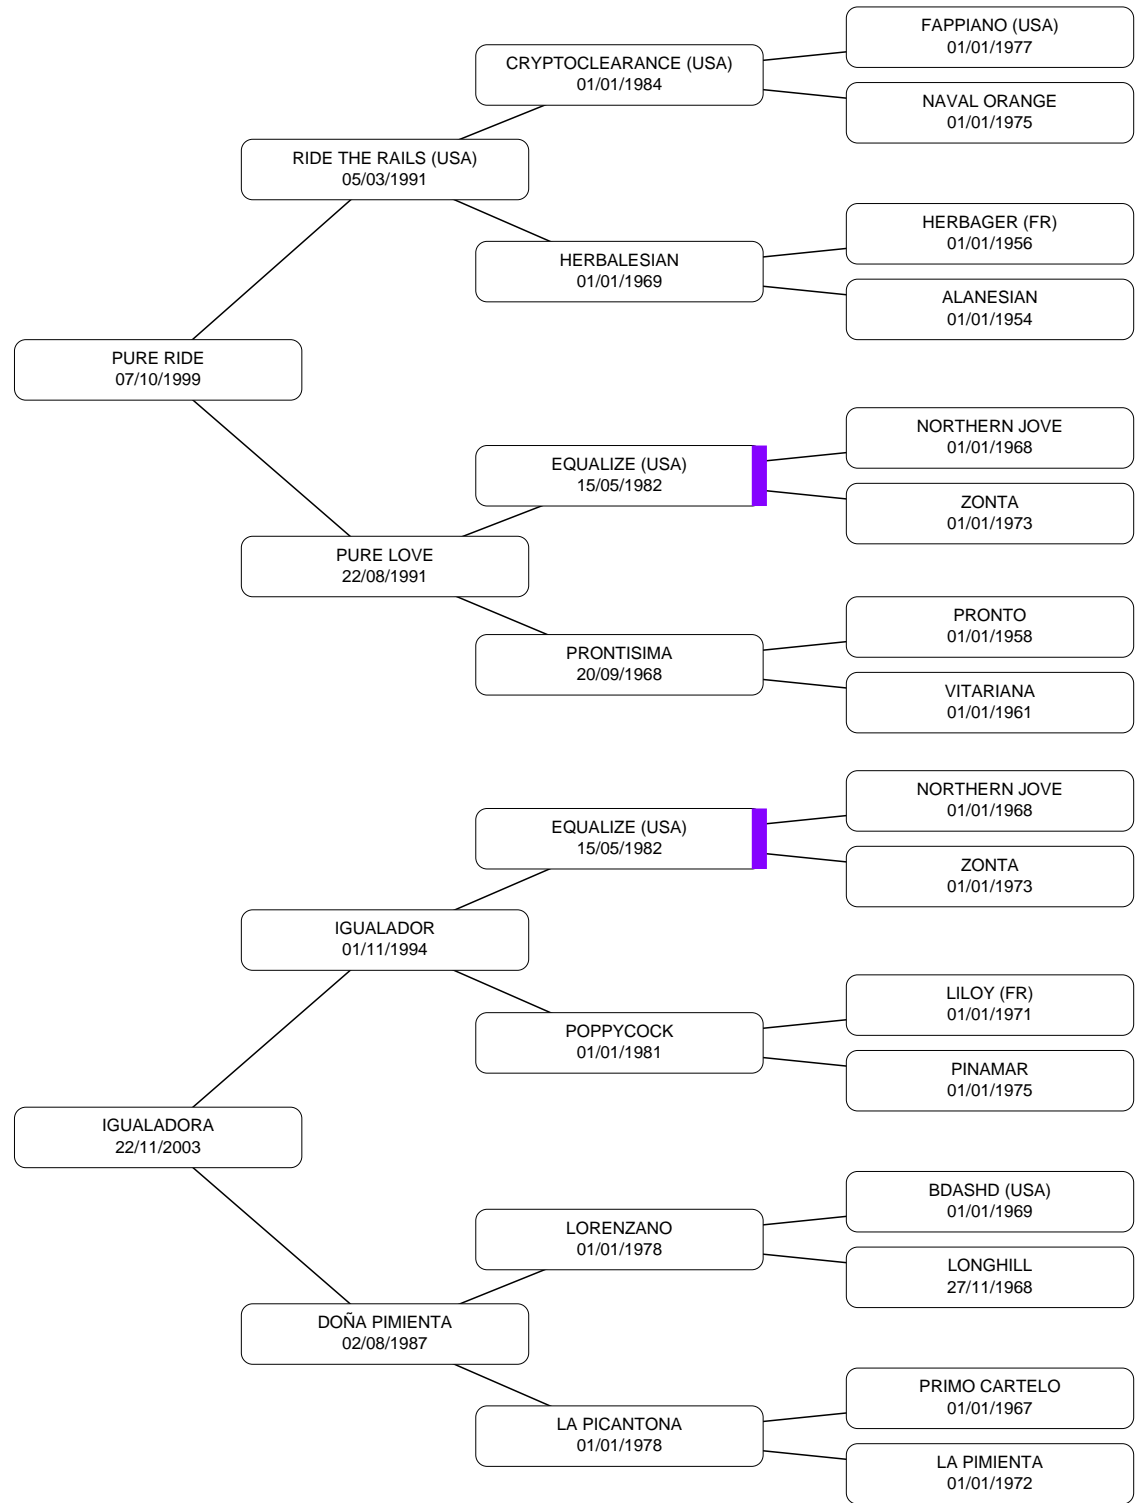 FAPPIANO (USA)
01/01/1977
CRYPTOCLEARANCE (USA)
01/01/1984
NAVAL ORANGE
01/01/1975
RIDE THE RAILS (USA)
05/03/1991
HERBAGER (FR)
01/01/1956
HERBALESIAN
01/01/1969
ALANESIAN
01/01/1954
PURE RIDE
07/10/1999
NORTHERN JOVE
01/01/1968
EQUALIZE (USA)
15/05/1982
ZONTA
01/01/1973
PURE LOVE
22/08/1991
PRONTO
01/01/1958
PRONTISIMA
20/09/1968
VITARIANA
01/01/1961
NORTHERN JOVE
01/01/1968
EQUALIZE (USA)
15/05/1982
ZONTA
01/01/1973
IGUALADOR
01/11/1994
LILOY (FR)
01/01/1971
POPPYCOCK
01/01/1981
PINAMAR
01/01/1975
IGUALADORA
22/11/2003
BDASHD (USA)
01/01/1969
LORENZANO
01/01/1978
LONGHILL
27/11/1968
DOÑA PIMIENTA
02/08/1987
PRIMO CARTELO
01/01/1967
LA PICANTONA
01/01/1978
LA PIMIENTA
01/01/1972